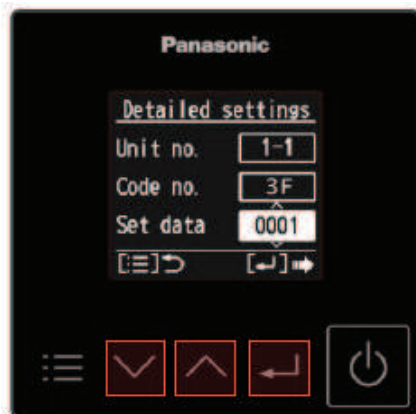 Panasonic
Detailed settings
Unit no. 1-1
Code no. 3F
Set data 0001